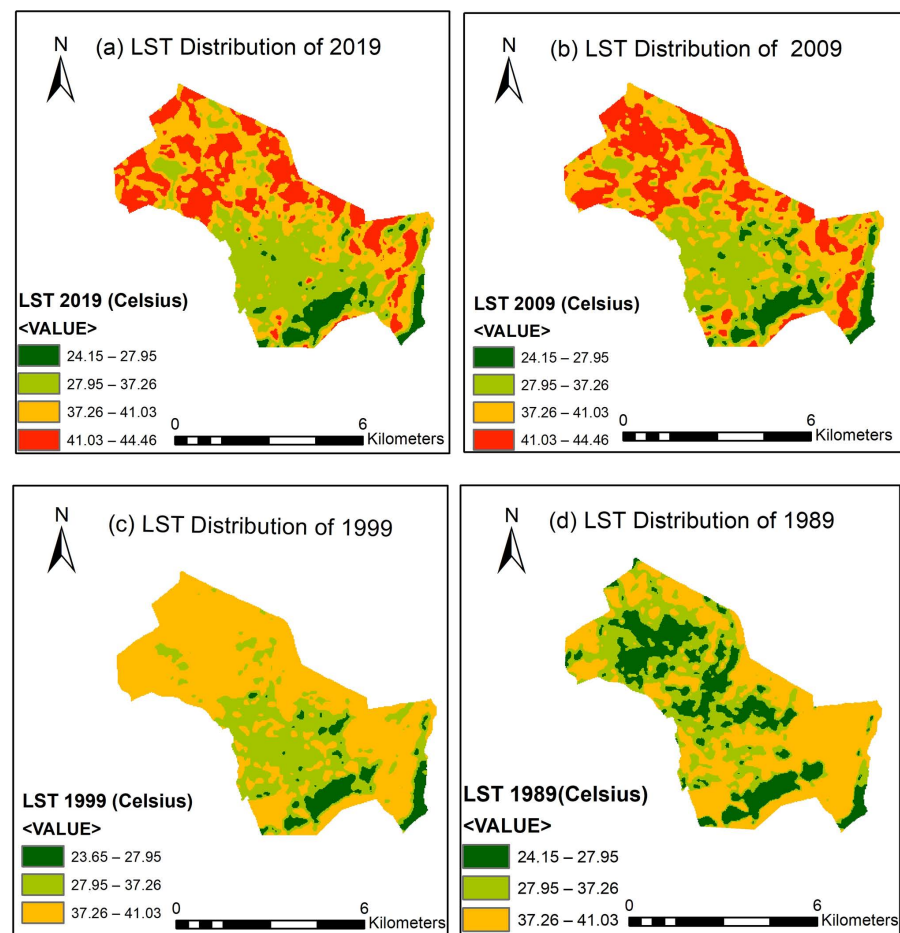 (a) LST Distribution of 2019
N
LST 2019 (Celsius)
<VALUE>
24.15 – 27.95
27.95 – 37.26
37.26 – 41.03
41.03 – 44.46
0 6
Kilometers
(b) LST Distribution of 2009
N
LST 2009 (Celsius)
<VALUE>
24.15 – 27.95
27.95 – 37.26
37.26 – 41.03
41.03 – 44.46
0 6
Kilometers
(c) LST Distribution of 1999
N
LST 1999 (Celsius)
<VALUE>
23.65 – 27.95
27.95 – 37.26
37.26 – 41.03
0 6
Kilometers
(d) LST Distribution of 1989
N
LST 1989(Celsius)
<VALUE>
24.15 – 27.95
27.95 – 37.26
37.26 – 41.03
0 6
Kilometers